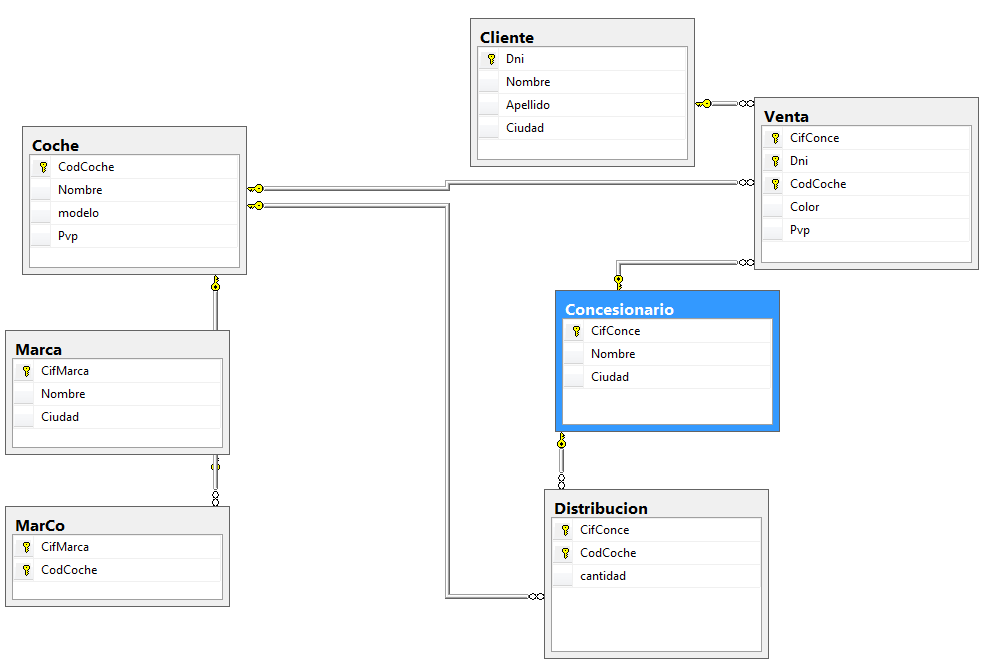 Cliente
Dni
Nombre
Apellido
Ciudad
Venta
CifConce
Dni
CodCoche
Color
Pvp
Coche
CodCoche
Nombre
modelo
Pvp
Concesionario
CifConce
Nombre
Ciudad
Marca
CifMarca
Nombre
Ciudad
Distribucion
CifConce
CodCoche
cantidad
MarCo
CifMarca
CodCoche